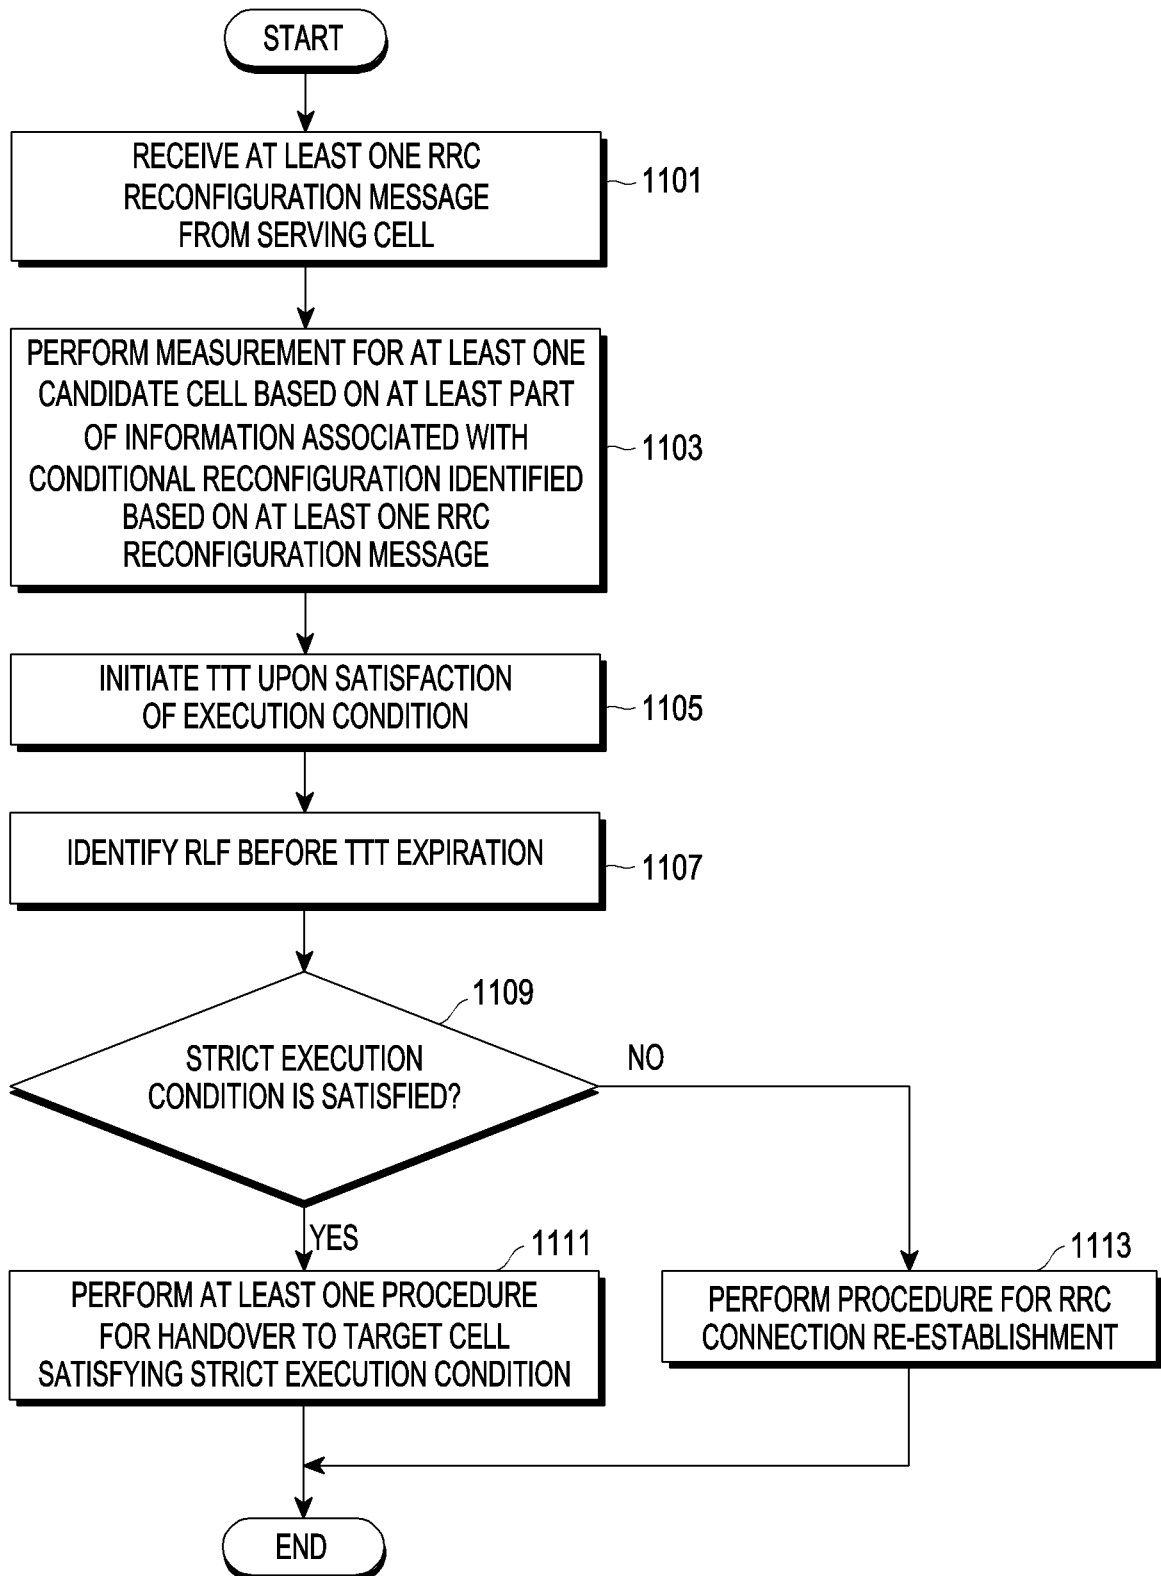 START
RECEIVE AT LEAST ONE RRC
RECONFIGURATION MESSAGE
FROM SERVING CELL
1101
PERFORM MEASUREMENT FOR AT LEAST ONE
CANDIDATE CELL BASED ON AT LEAST PART
OF INFORMATION ASSOCIATED WITH
CONDITIONAL RECONFIGURATION IDENTIFIED
BASED ON AT LEAST ONE RRC
RECONFIGURATION MESSAGE
1103
INITIATE TTT UPON SATISFACTION
OF EXECUTION CONDITION
1105
IDENTIFY RLF BEFORE TTT EXPIRATION
1107
1109
STRICT EXECUTION
CONDITION IS SATISFIED?
NO
YES
1111
PERFORM AT LEAST ONE PROCEDURE
FOR HANDOVER TO TARGET CELL
SATISFYING STRICT EXECUTION CONDITION
1113
PERFORM PROCEDURE FOR RRC
CONNECTION RE-ESTABLISHMENT
END